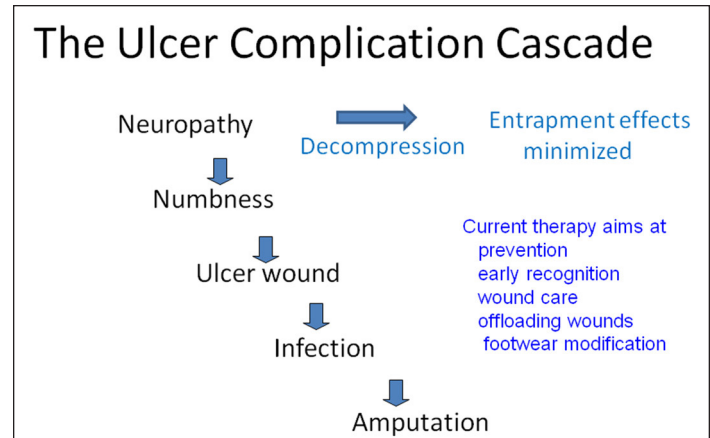 The Ulcer Complication Cascade
Neuropathy
Decompression
Entrapment effects
minimized
Numbness
Ulcer wound
Infection
Amputation
Current therapy aims at
prevention
early recognition
wound care
offloading wounds
footwear modification